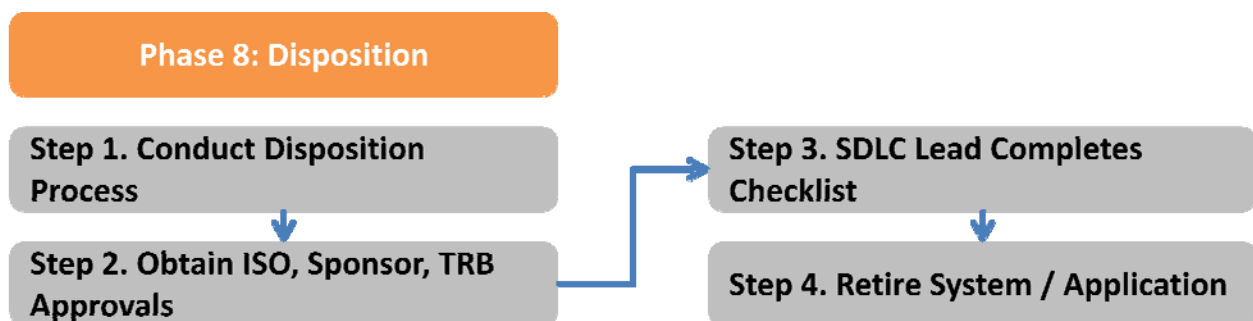 Phase 8: Disposition
Step 1. Conduct Disposition
Process
Step 2. Obtain ISO, Sponsor, TRB
Approvals
Step 3. SDLC Lead Completes
Checklist
Step 4. Retire System / Application